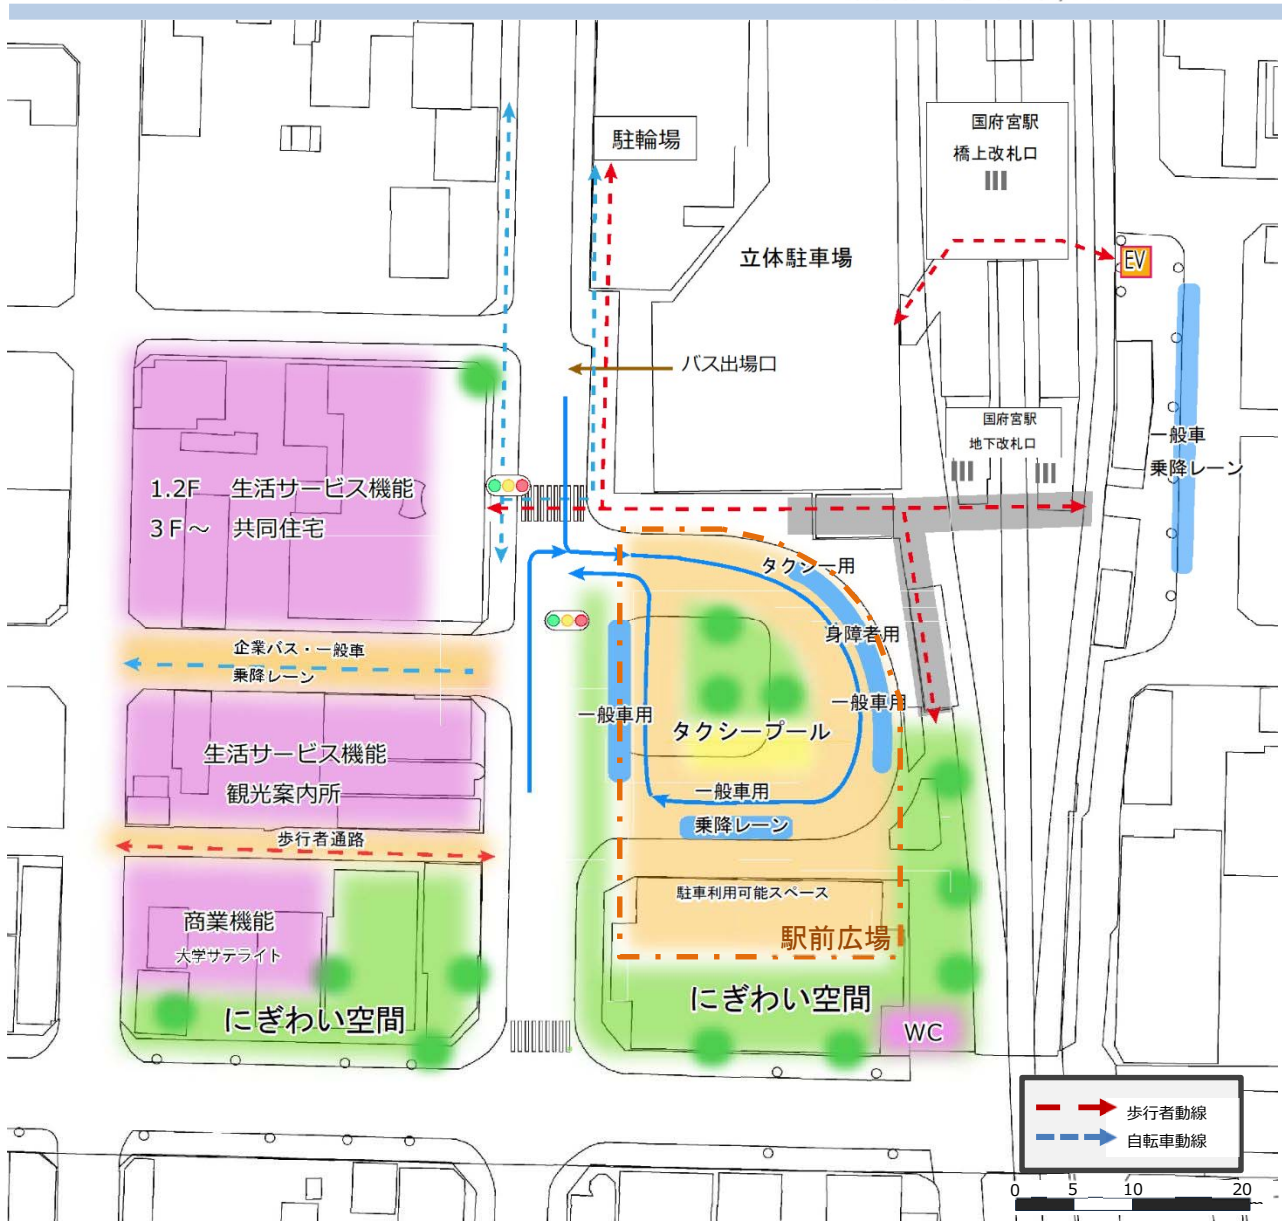 駐輪場
国府宮駅
橋上改札口
立体駐車場
EV
バス出場口
国府宮駅
地下改札口
一般車
乗降レーン
1.2F 生活サービス機能
3F～ 共同住宅
タクシー用
身障者用
企業バス・一般車
乗降レーン
一般車用
一般車用
タクシープール
生活サービス機能
観光案内所
一般車用
乗降レーン
歩行者通路
駐車利用可能スペース
商業機能
大学サテライト
駅前広場
にぎわい空間
にぎわい空間
WC
歩行者動線
自転車動線
0 5 10 20